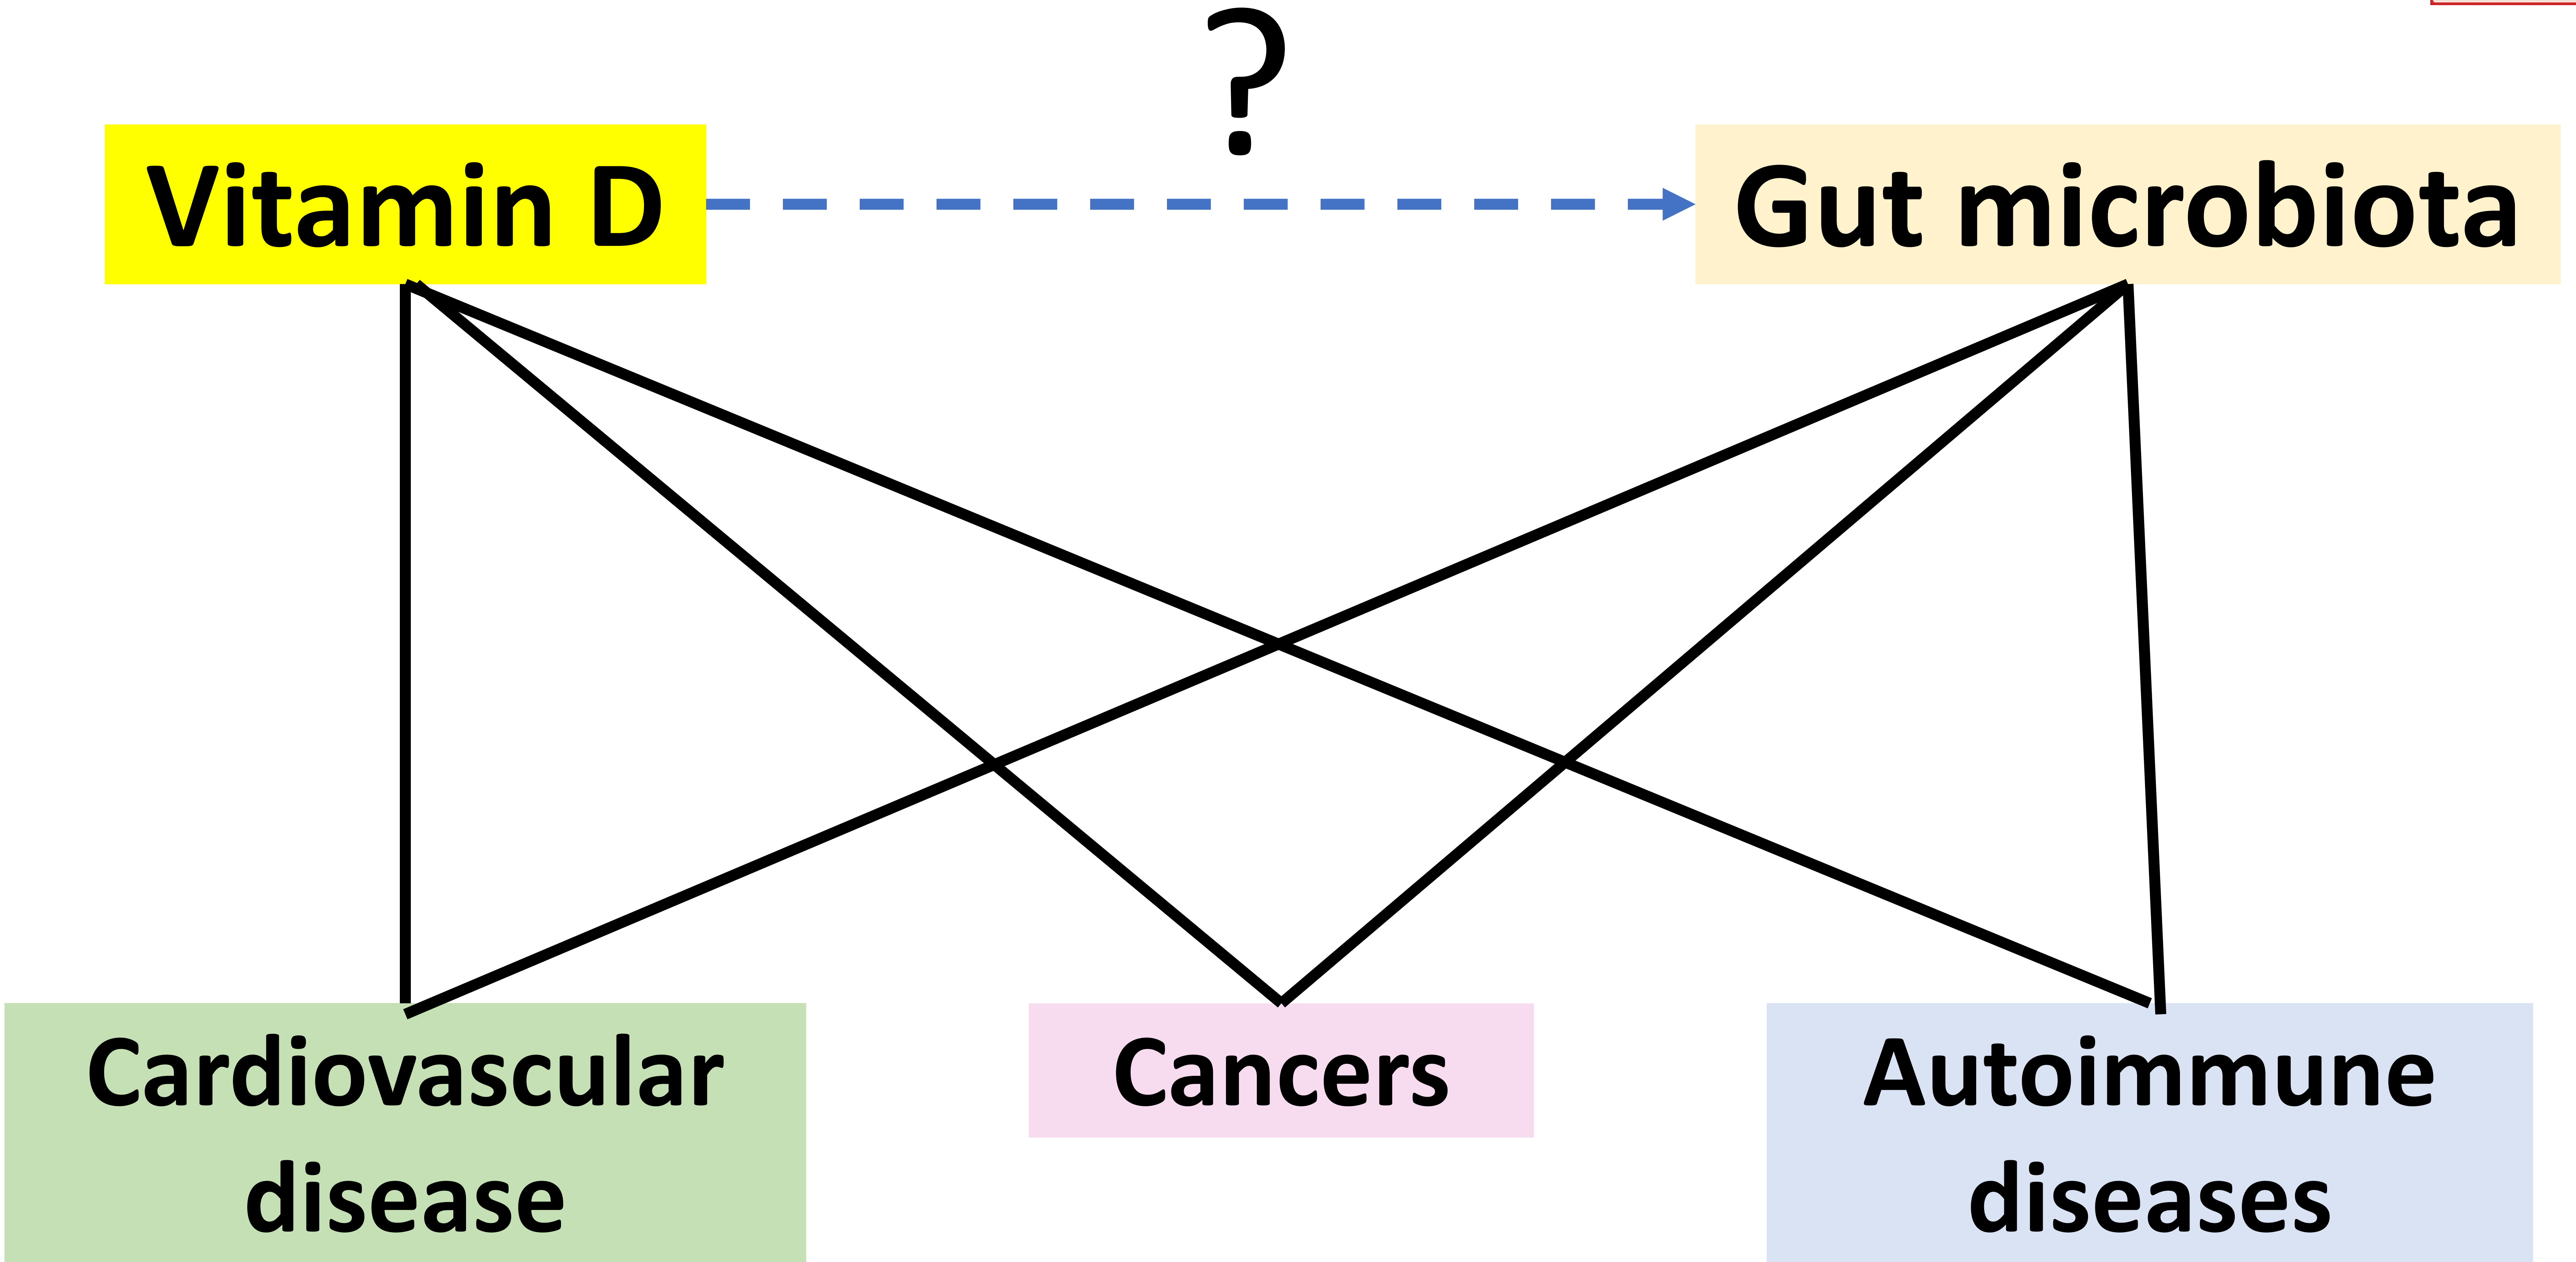 ?
Vitamin D
Gut microbiota
Cardiovascular
disease
Cancers
Autoimmune
diseases